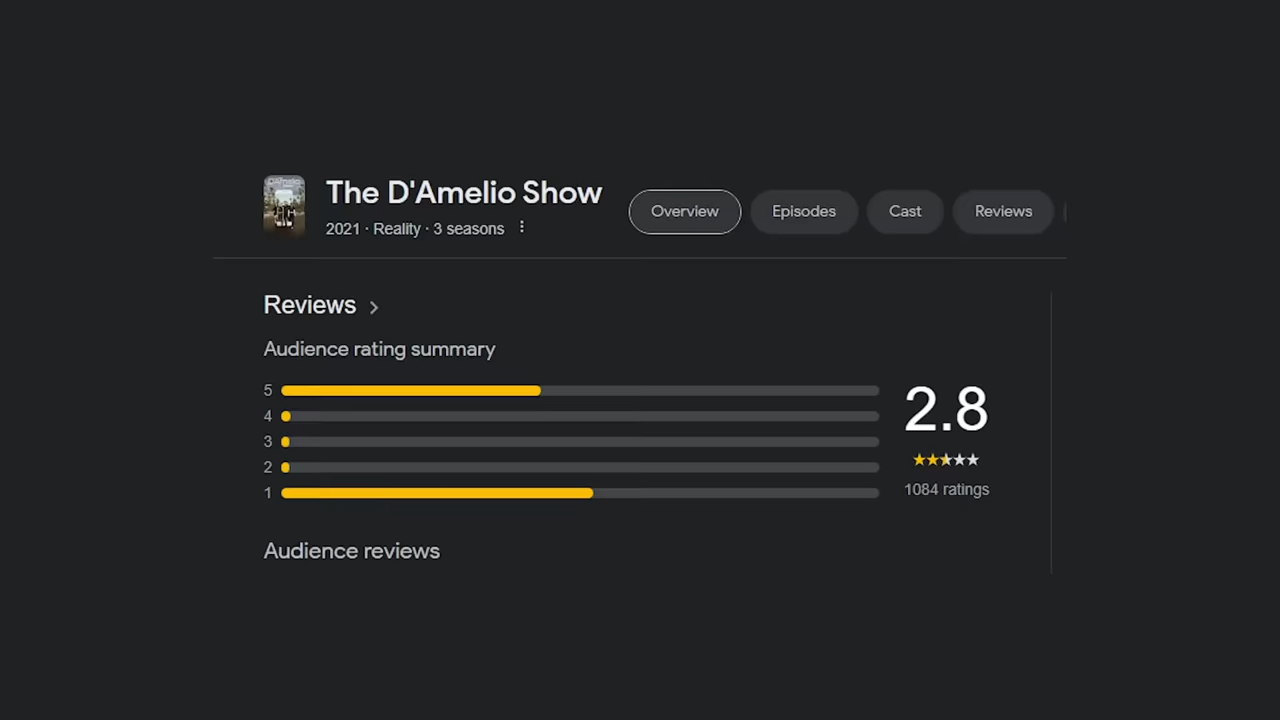 The D'Amelio Show
2021 · Reality · 3 seasons
Overview
Episodes
Cast
Reviews
Reviews
Audience rating summary
5
4
3
2
1
2.8
1084 ratings
Audience reviews